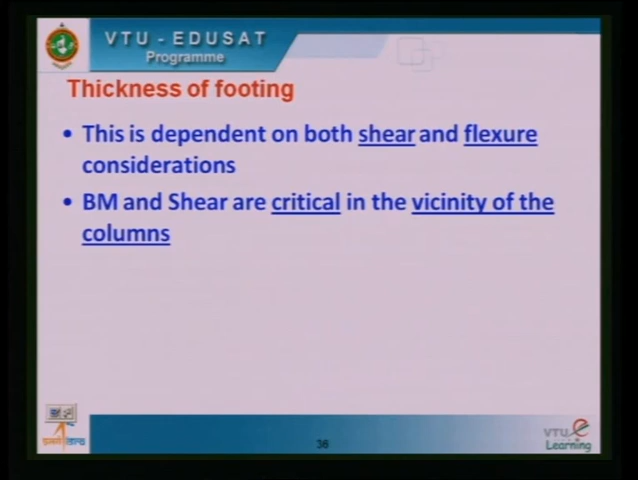 VTU - EDUSAT
Programme
Thickness of footing
• This is dependent on both shear and flexure
considerations
• BM and Shear are critical in the vicinity of the
columns
36
VTU
Learning